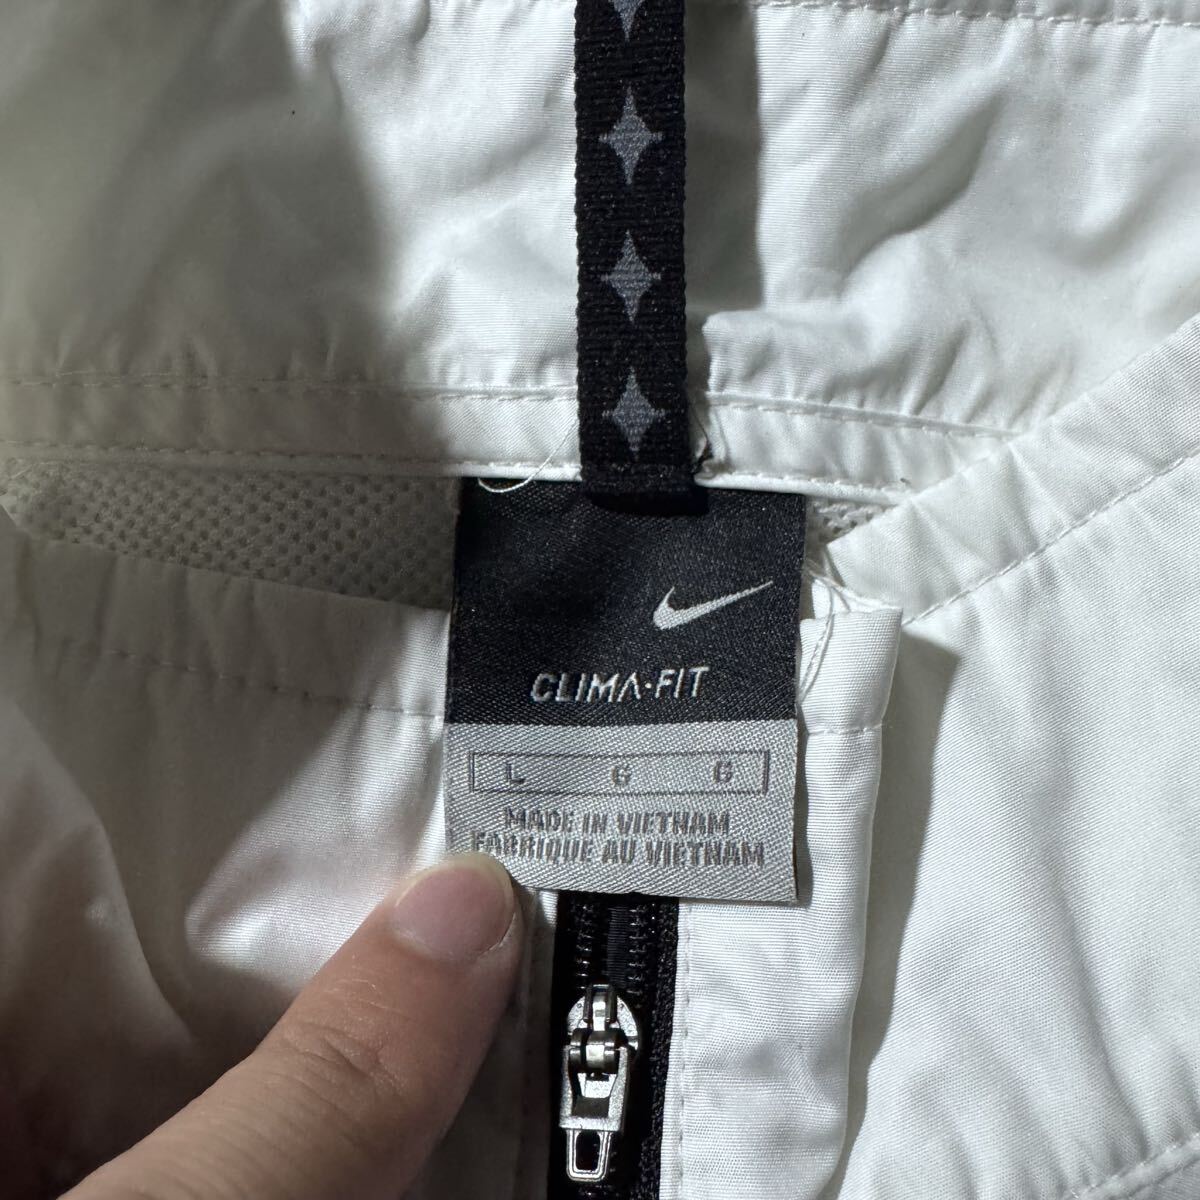 CLIMA-FIT
L G G
MADE IN VIETNAM
FABRIQUE AU VIETNAM